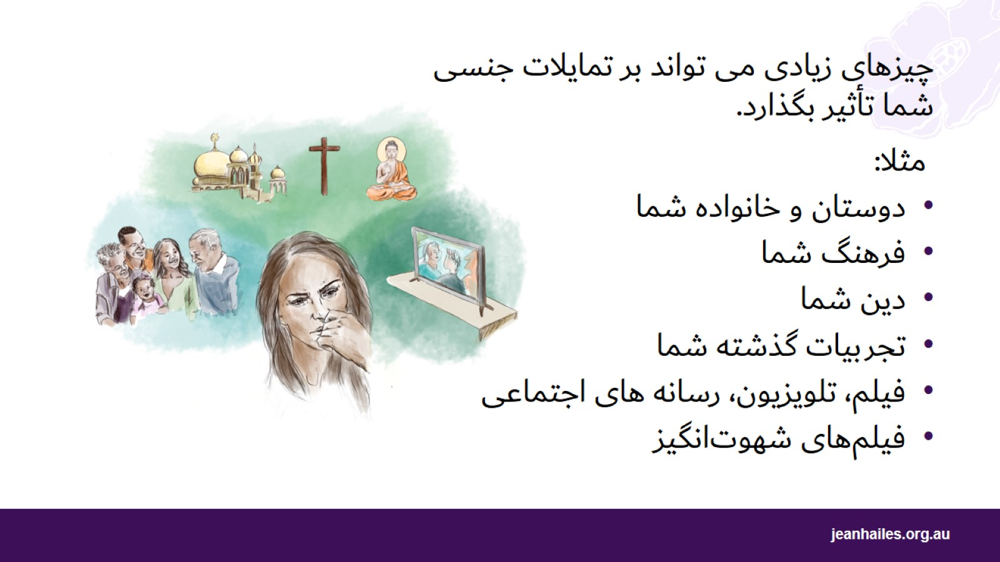 چیزهای زیادی می تواند بر تمایلات جنسی
شما تأثیر بگذارد.
مثلا:
• دوستان و خانواده شما
• فرهنگ شما
• دین شما
• تجربیات گذشته شما
• فیلم، تلویزیون، رسانه های اجتماعی
• فیلم‌های شهوت‌انگیز
jeanhailes.org.au